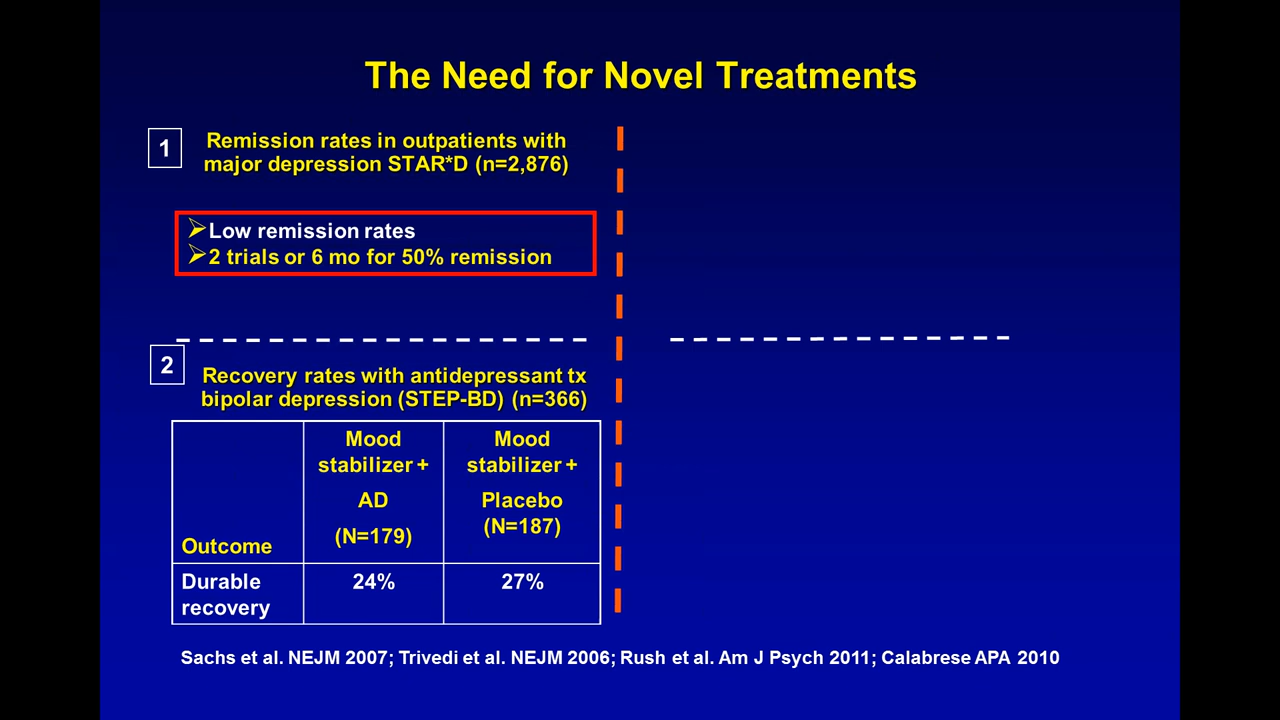 The Need for Novel Treatments
1
Remission rates in outpatients with
major depression STAR*D (n=2,876)
Low remission rates
2 trials or 6 mo for 50% remission
2
Recovery rates with antidepressant tx
bipolar depression (STEP-BD) (n=366)
Outcome
Mood
stabilizer +
AD
(N=179)
Mood
stabilizer +
Placebo
(N=187)
Durable
recovery
24%
27%
Sachs et al. NEJM 2007; Trivedi et al. NEJM 2006; Rush et al. Am J Psych 2011; Calabrese APA 2010